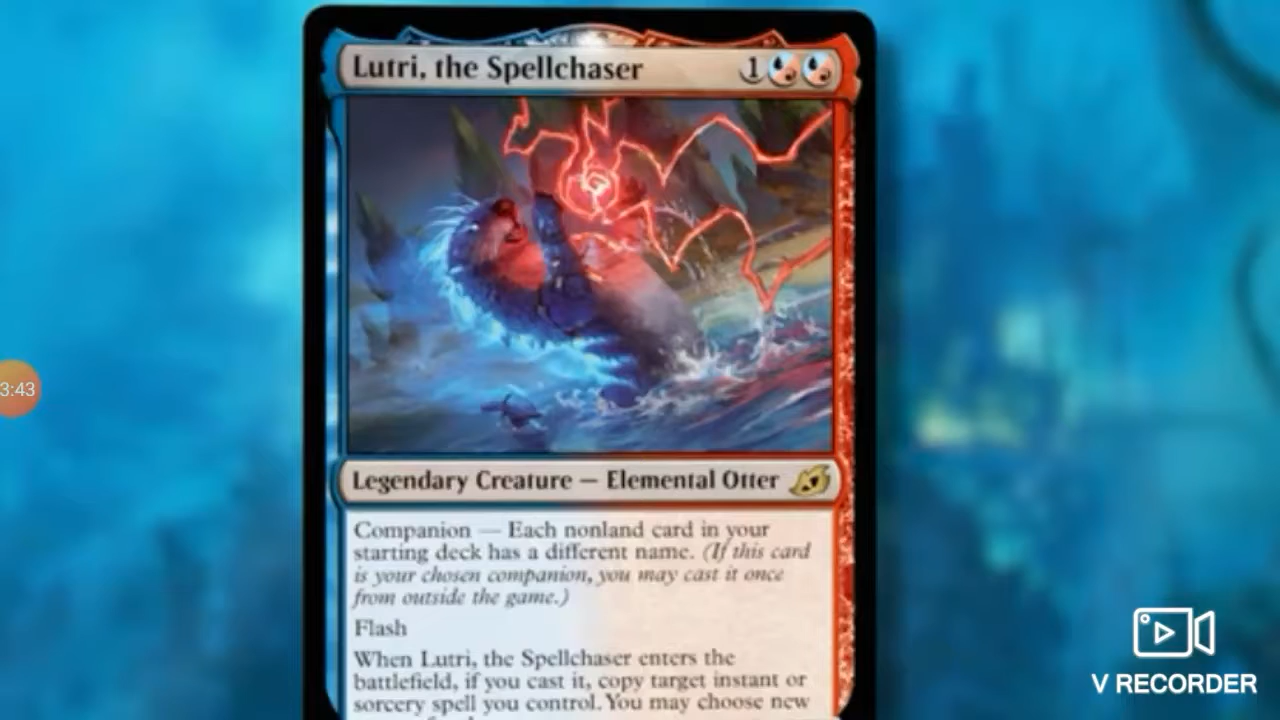 Lutri, the Spellchaser 1
3:43
Legendary Creature — Elemental Otter
Companion — Each nonland card in your
starting deck has a different name. (If this card
is your chosen companion, you may cast it once
from outside the game.)
Flash
When Lutri, the Spellchaser enters the
battlefield, if you cast it, copy target instant or
sorcery spell you control. You may choose new
V RECORDER